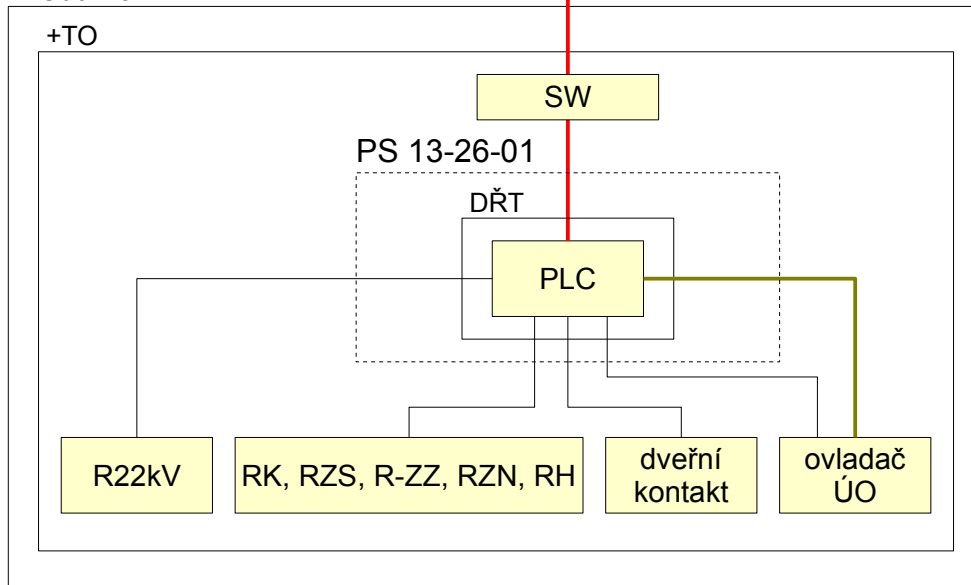 +TO
SW
PS 13-26-01
DŘT
PLC
R22kV
RK, RZS, R-ZZ, RZN, RH
dveřní
kontakt
ovladač
ÚO